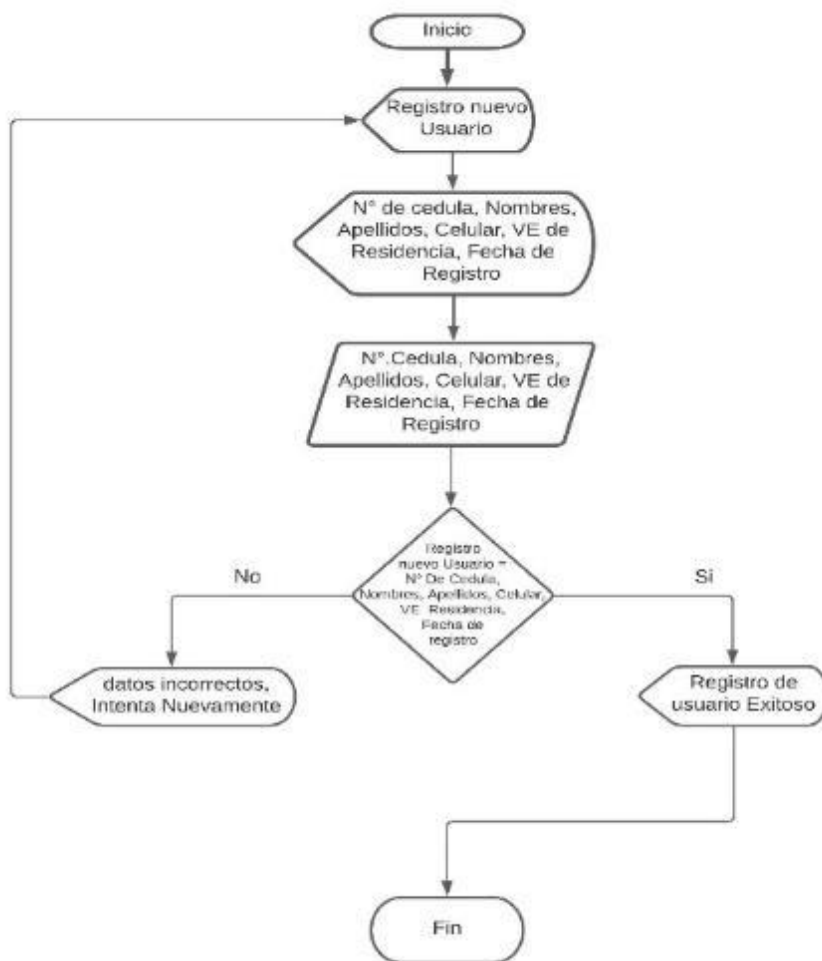 Inicio
Registro nuevo
Usuario
N° de cedula, Nombres,
Apellidos, Celular, VE de
Residencia, Fecha de
Registro
N°.Cedula, Nombres,
Apellidos, Celular, VE de
Residencia, Fecha de
Registro
Registro
nuevo Usuario =
N° De Cedula,
Nombres, Apellidos, Celular,
VE Residencia,
Fecha de
registro
No
Si
datos incorrectos,
Intenta Nuevamente
Registro de
usuario Exitoso
Fin